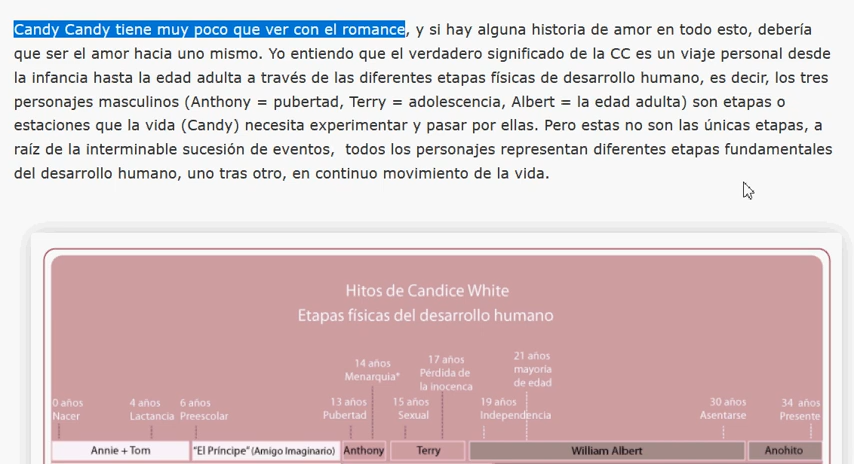 Candy Candy tiene muy poco que ver con el romance, y si hay alguna historia de amor en todo esto, debería
que ser el amor hacia uno mismo. Yo entiendo que el verdadero significado de la CC es un viaje personal desde
la infancia hasta la edad adulta a través de las diferentes etapas físicas de desarrollo humano, es decir, los tres
personajes masculinos (Anthony = pubertad, Terry = adolescencia, Albert = la edad adulta) son etapas o
estaciones que la vida (Candy) necesita experimentar y pasar por ellas. Pero estas no son las únicas etapas, a
raíz de la interminable sucesión de eventos, todos los personajes representan diferentes etapas fundamentales
del desarrollo humano, uno tras otro, en continuo movimiento de la vida.
Hitos de Candice White
Etapas físicas del desarrollo humano
14 años
Menarquia*
17 años
Pérdida de
la inocenca
21 años
mayoría
de edad
0 años
Nacer
4 años
Lactancia
6 años
Preescolar
13 años
Pubertad
15 años
Sexual
19 años
Independencia
30 años
Asentarse
34 años
Presente
Annie + Tom
"El Príncipe" (Amigo Imaginario)
Anthony
Terry
William Albert
Anohito